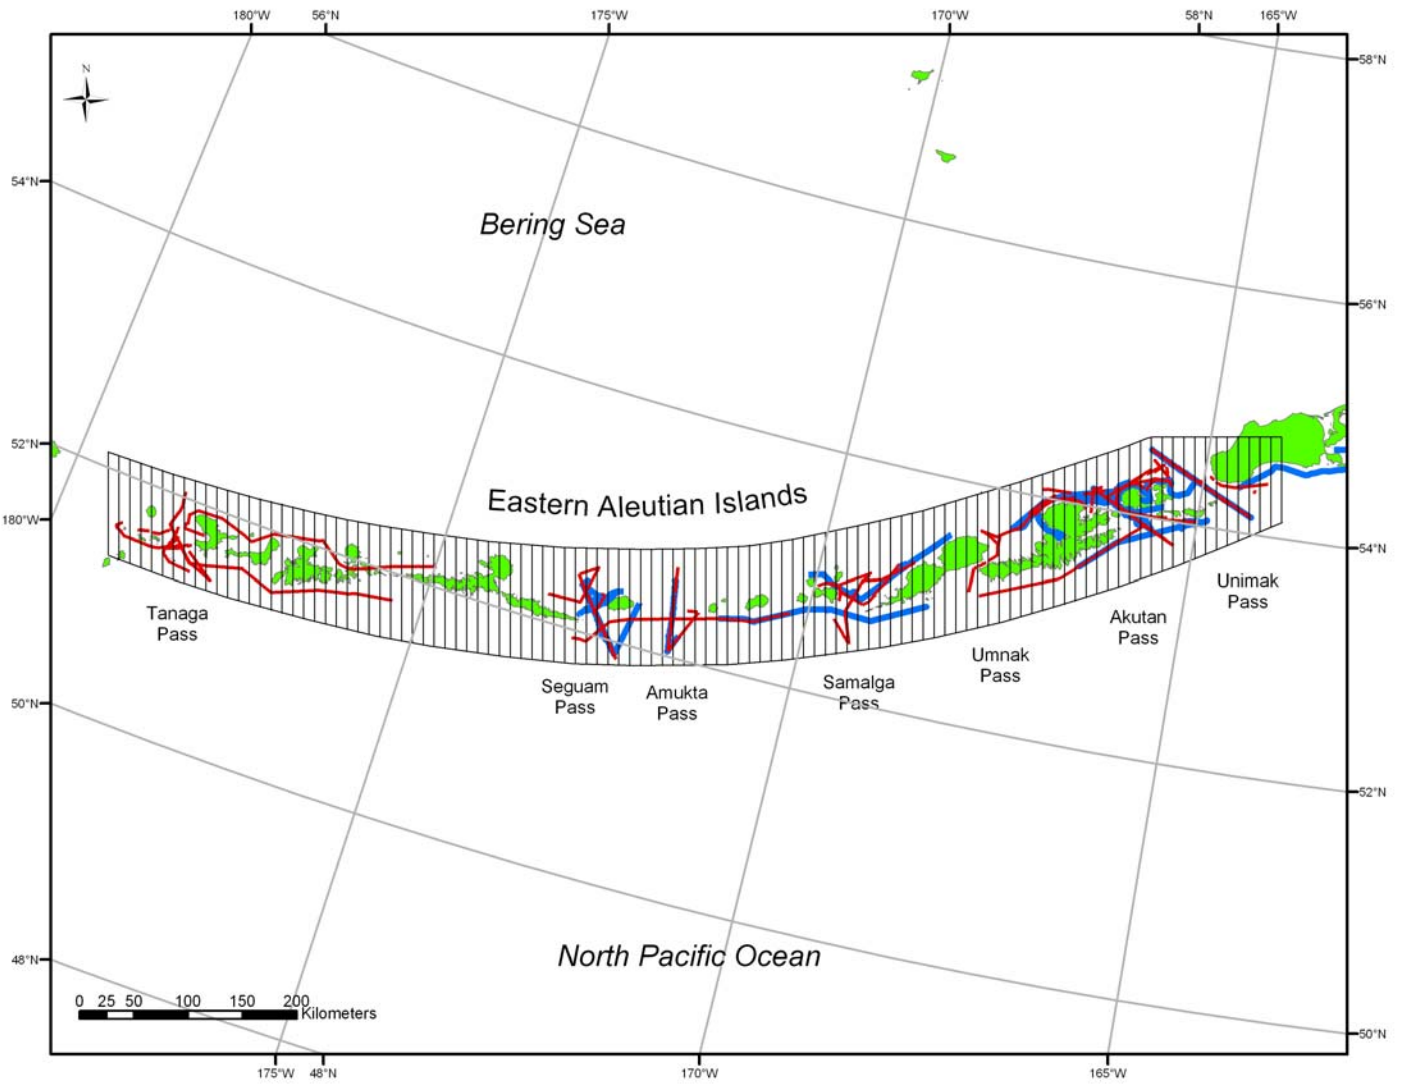 180°W 56°N 175°W 170°W 58°N 165°W
58°N
N
54°N
Bering Sea
56°N
52°N
Eastern Aleutian Islands
180°W
54°N
Unimak
Pass
Tanaga
Pass
Akutan
Pass
Umnak
Pass
Seguam
Pass
Amukta
Pass
Samalga
Pass
50°N
52°N
North Pacific Ocean
48°N
0 25 50 100 150 200
Kilometers
50°N
175°W 48°N 170°W 165°W